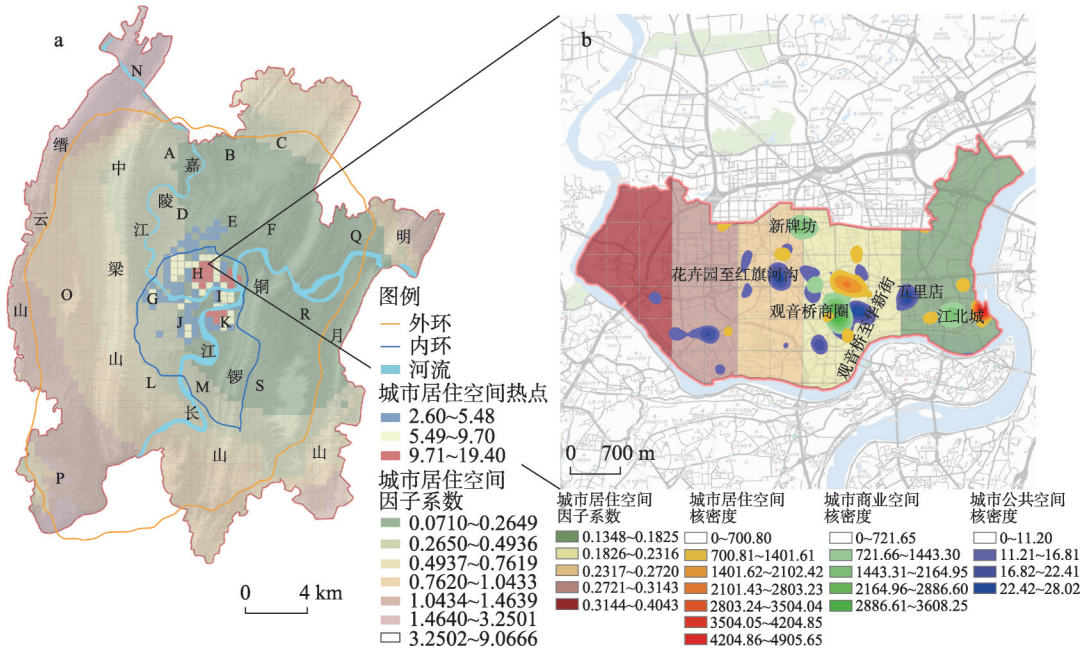 a
N
缙
中
A
嘉
B
C
陵
D
云
江
E
F
Q
明
梁
H
铜
G
I
O
山
J
K
R
月
江
山
L
M
锣
S
长
P
山
山
图例
外环
内环
河流
城市居住空间热点
2.60~5.48
5.49~9.70
9.71~19.40
城市居住空间
因子系数
0.0710~0.2649
0.2650~0.4936
0.4937~0.7619
0.7620~1.0433
1.0434~1.4639
1.4640~3.2501
3.2502~9.0666
0 4 km
b
新牌坊
花卉园至红旗河沟
观音桥商圈
观音桥至华新街
五里店
江北城
0 700 m
城市居住空间
因子系数
0.1348~0.1825
0.1826~0.2316
0.2317~0.2720
0.2721~0.3143
0.3144~0.4043
城市居住空间
核密度
0~700.80
700.81~1401.61
1401.62~2102.42
2101.43~2803.23
2803.24~3504.04
3504.05~4204.85
4204.86~4905.65
城市商业空间
核密度
0~721.65
721.66~1443.30
1443.31~2164.95
2164.96~2886.60
2886.61~3608.25
城市公共空间
核密度
0~11.20
11.21~16.81
16.82~22.41
22.42~28.02